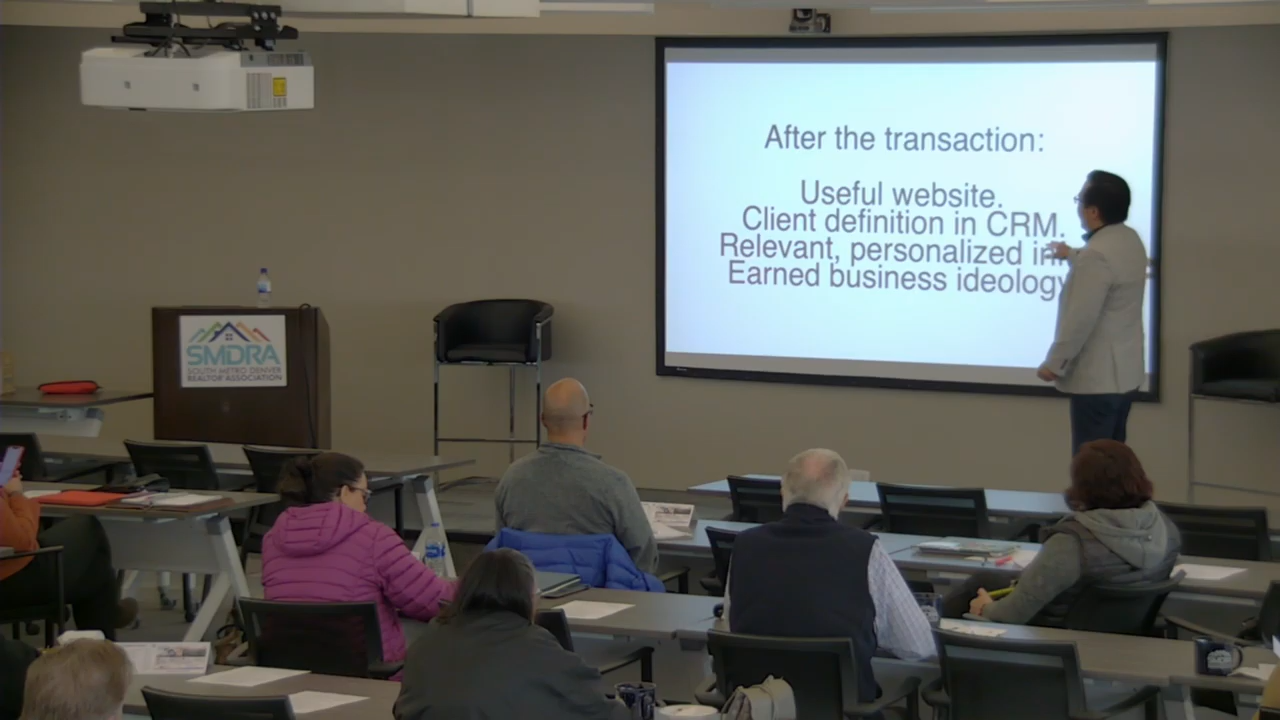 After the transaction:
Useful website.
Client definition in CRM.
Relevant, personalized
Earned business ideology
SMDRA
SOUTH METRO DENVER
REALTOR® ASSOCIATION